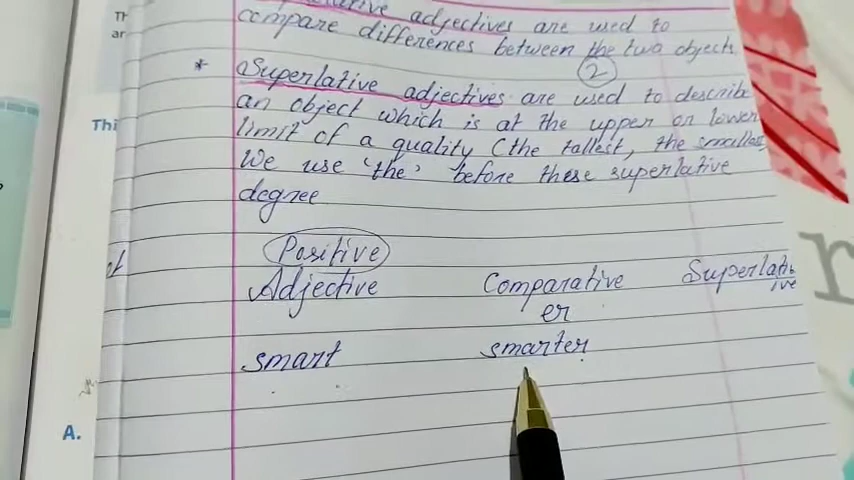 adjectives are used to
compare differences between the two objects
2
* Superlative adjectives are used to describe
an object which is at the upper or lower
limit of a quality (the tallest, the smallest
We use 'the' before these superlative
degree
Positive
Adjective Comparative Superlative
er
smart smarter
Thi
A.